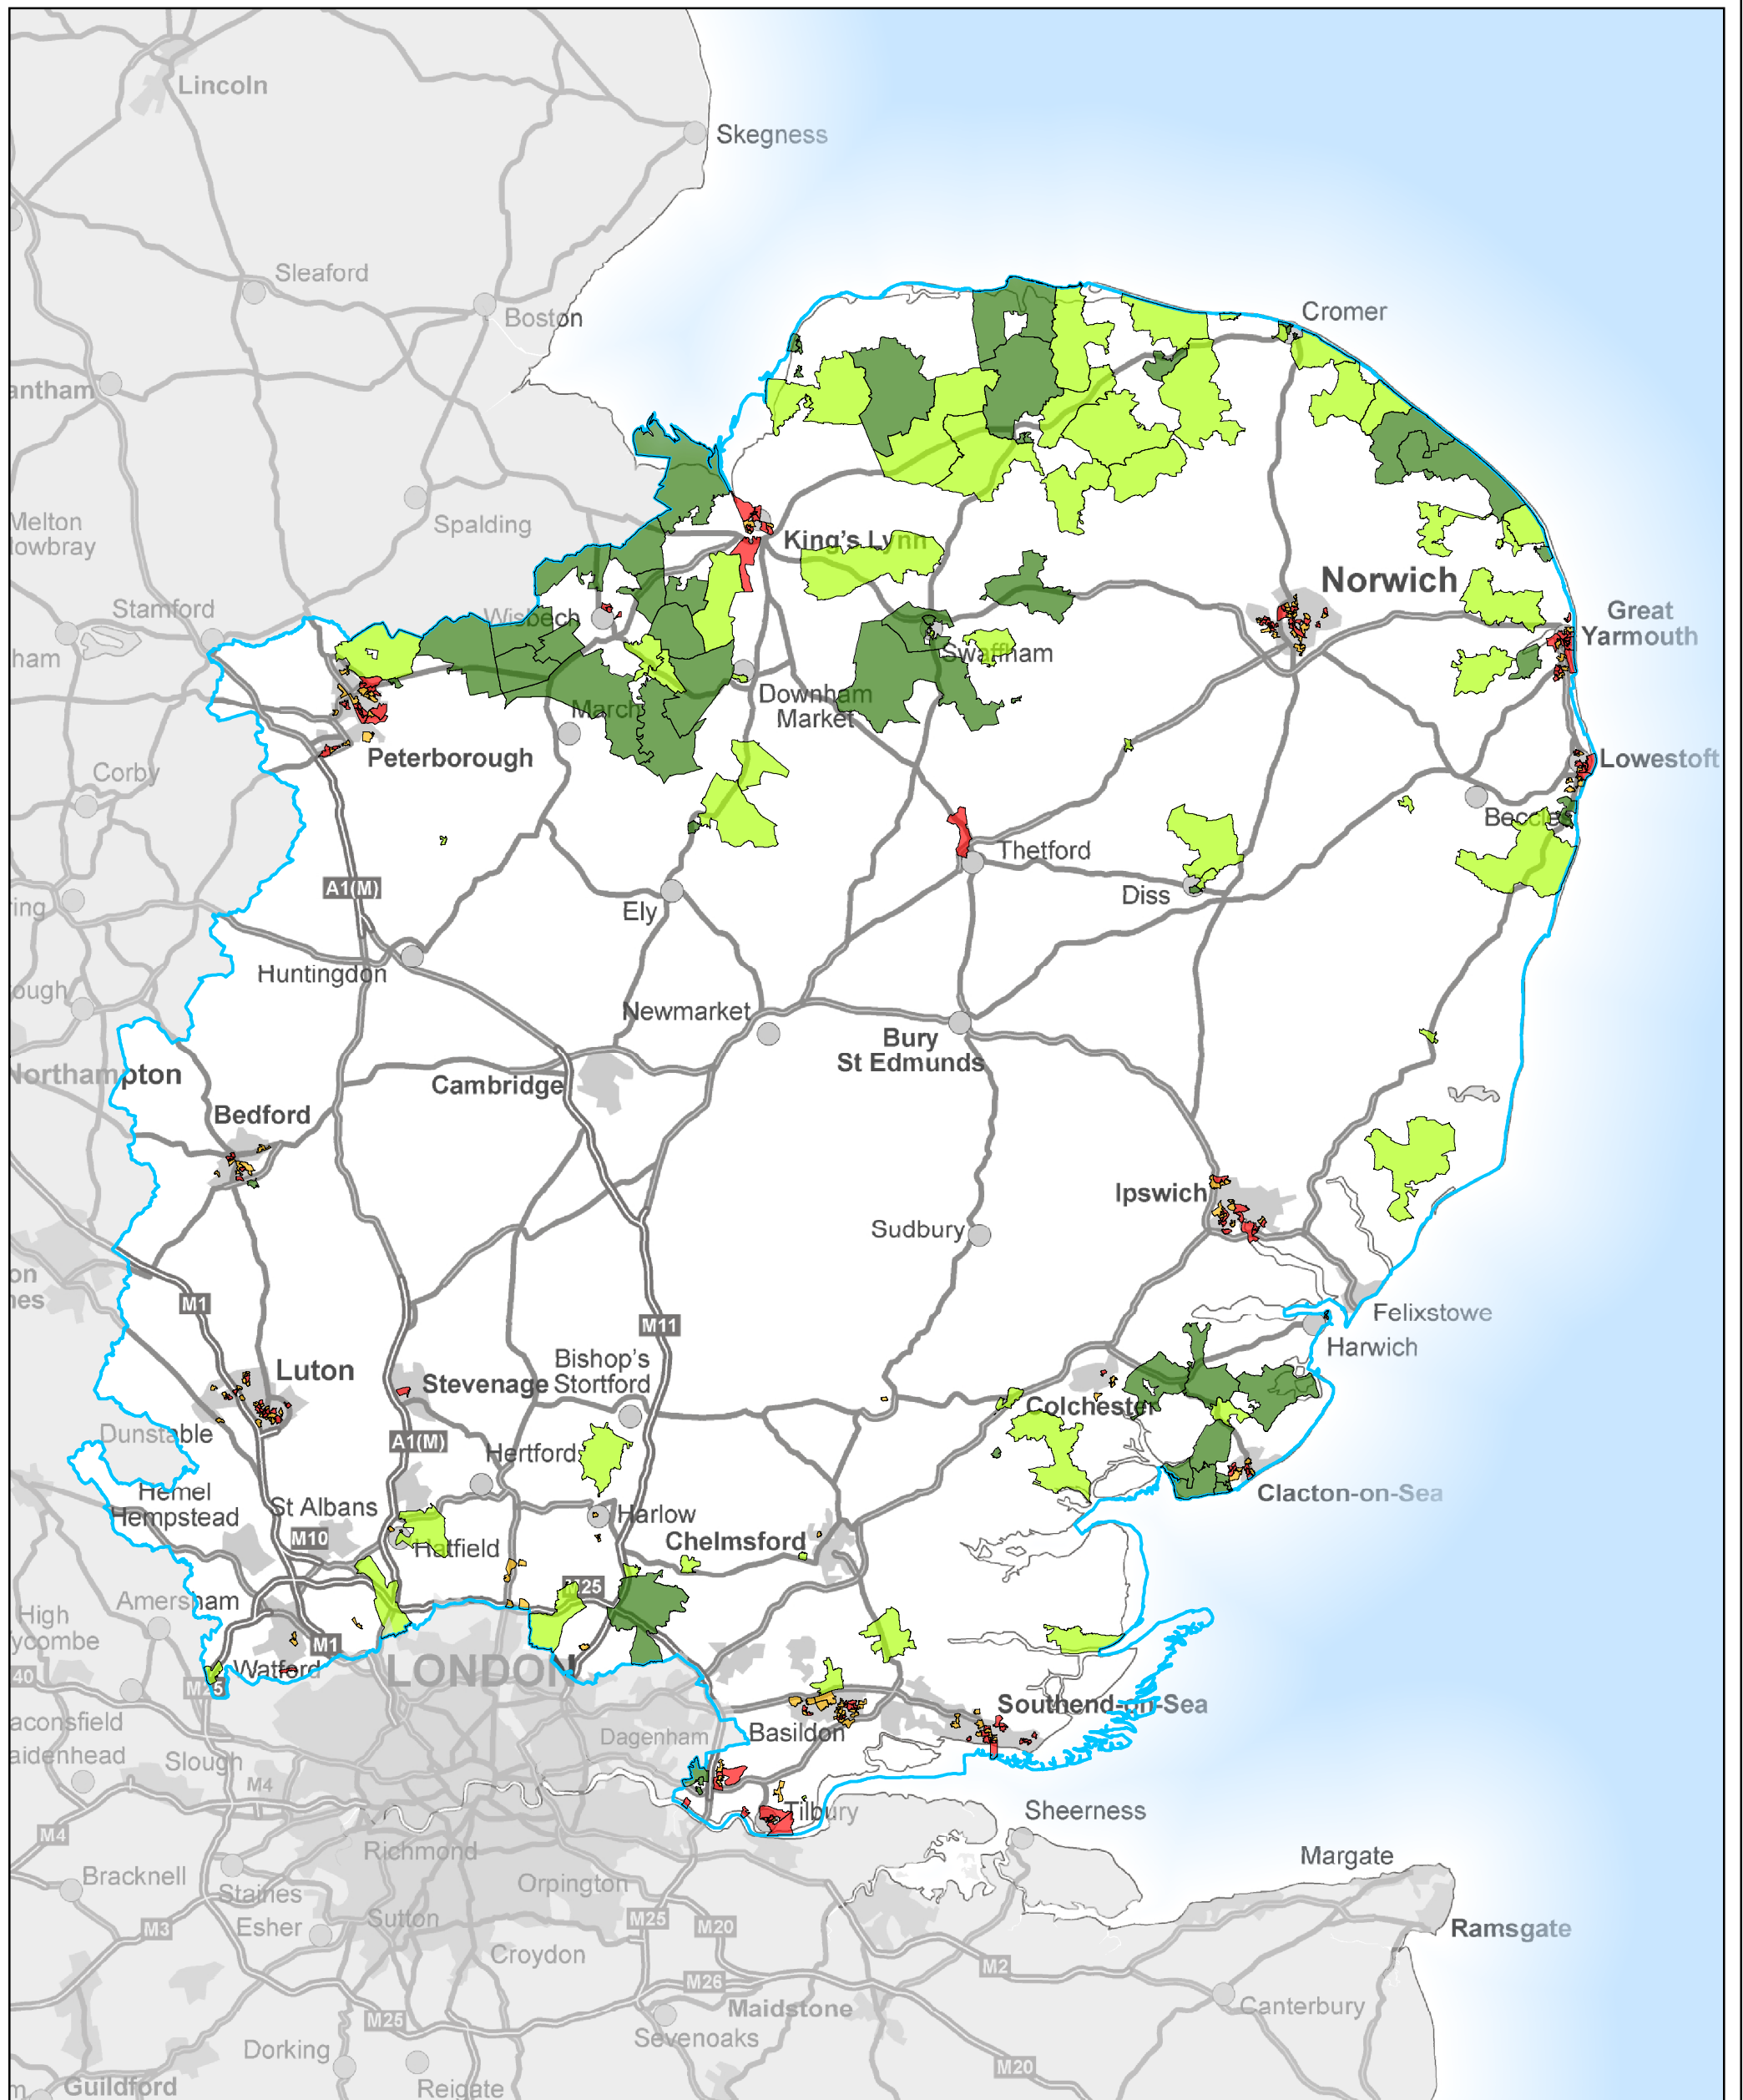 Lincoln
Skegness
Sleaford
Boston
Cromer
antham
Spalding
Melton
lowbray
King's Lynn
Norwich
Stamford
Wisbech
Great
Yarmouth
ham
Swaffham
Downham
Market
March
Peterborough
Lowestoft
Corby
Beccles
Thetford
A1(M)
Diss
ring
Ely
Huntingdon
ough
Newmarket
Bury
St Edmunds
Northampton
Cambridge
Bedford
Ipswich
Sudbury
on
nes
M1
Felixstowe
M11
Harwich
Bishop's
Stortford
Luton
Stevenage
Colchester
Dunstable
A1(M)
Hertford
Hemel
Hempstead
St Albans
Clacton-on-Sea
Harlow
M10
Chelmsford
Hatfield
M25
Amersham
High
ycombe
M1
LONDON
Watford
40
M25
Southend-on-Sea
aconsfield
Basildon
Dagenham
aidenhead
Slough
M4
Tilbury
Sheerness
M4
Richmond
Margate
Bracknell
Orpington
Staines
Sutton
M25
M20
Esher
M3
Ramsgate
Croydon
M2
M26
Maidstone
Canterbury
M25
Sevenoaks
Dorking
M20
m
Guildford
Reigate